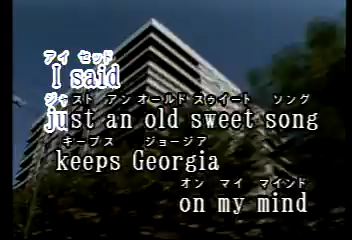 アイ セッド
I said
ジャスト アン オールド スウィート ソング
just an old sweet song
キープス ジョージア
keeps Georgia
オン マイ マインド
on my mind